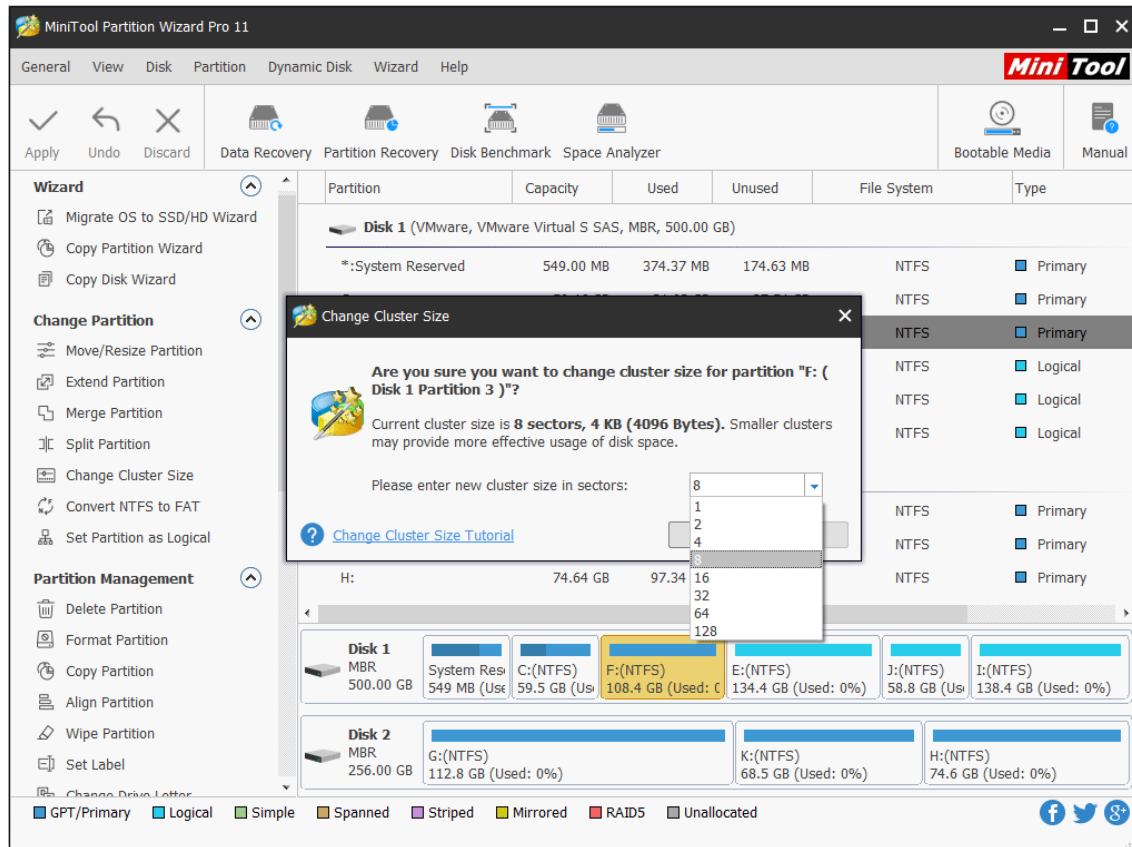 MiniTool Partition Wizard Pro 11
General View Disk Partition Dynamic Disk Wizard Help
Mini Tool
Apply Undo Discard Data Recovery Partition Recovery Disk Benchmark Space Analyzer Bootable Media Manual
Wizard
Migrate OS to SSD/HD Wizard
Copy Partition Wizard
Copy Disk Wizard
Change Partition
Move/Resize Partition
Extend Partition
Merge Partition
Split Partition
Change Cluster Size
Convert NTFS to FAT
Set Partition as Logical
Partition Management
Delete Partition
Format Partition
Copy Partition
Align Partition
Wipe Partition
Set Label
Change Drive Letter
Partition Capacity Used Unused File System Type
Disk 1 (VMware, VMware Virtual S SAS, MBR, 500.00 GB)
*:System Reserved 549.00 MB 374.37 MB 174.63 MB NTFS Primary
NTFS Primary
NTFS Primary
NTFS Logical
NTFS Logical
NTFS Logical
NTFS Primary
NTFS Primary
H: 74.64 GB 97.34 NTFS Primary
Change Cluster Size
Are you sure you want to change cluster size for partition "F: (
Disk 1 Partition 3 )"?
Current cluster size is 8 sectors, 4 KB (4096 Bytes). Smaller clusters
may provide more effective usage of disk space.
Please enter new cluster size in sectors: 8
1
2
4
8
16
32
64
128
Change Cluster Size Tutorial
Disk 1
MBR
500.00 GB
System Rese
549 MB (Use
C:(NTFS)
59.5 GB (Us
F:(NTFS)
108.4 GB (Used: 0
E:(NTFS)
134.4 GB (Used: 0%)
J:(NTFS)
58.8 GB (Us
I:(NTFS)
138.4 GB (Used: 0%)
Disk 2
MBR
256.00 GB
G:(NTFS)
112.8 GB (Used: 0%)
K:(NTFS)
68.5 GB (Used: 0%)
H:(NTFS)
74.6 GB (Used: 0%)
GPT/Primary Logical Simple Spanned Striped Mirrored RAID5 Unallocated